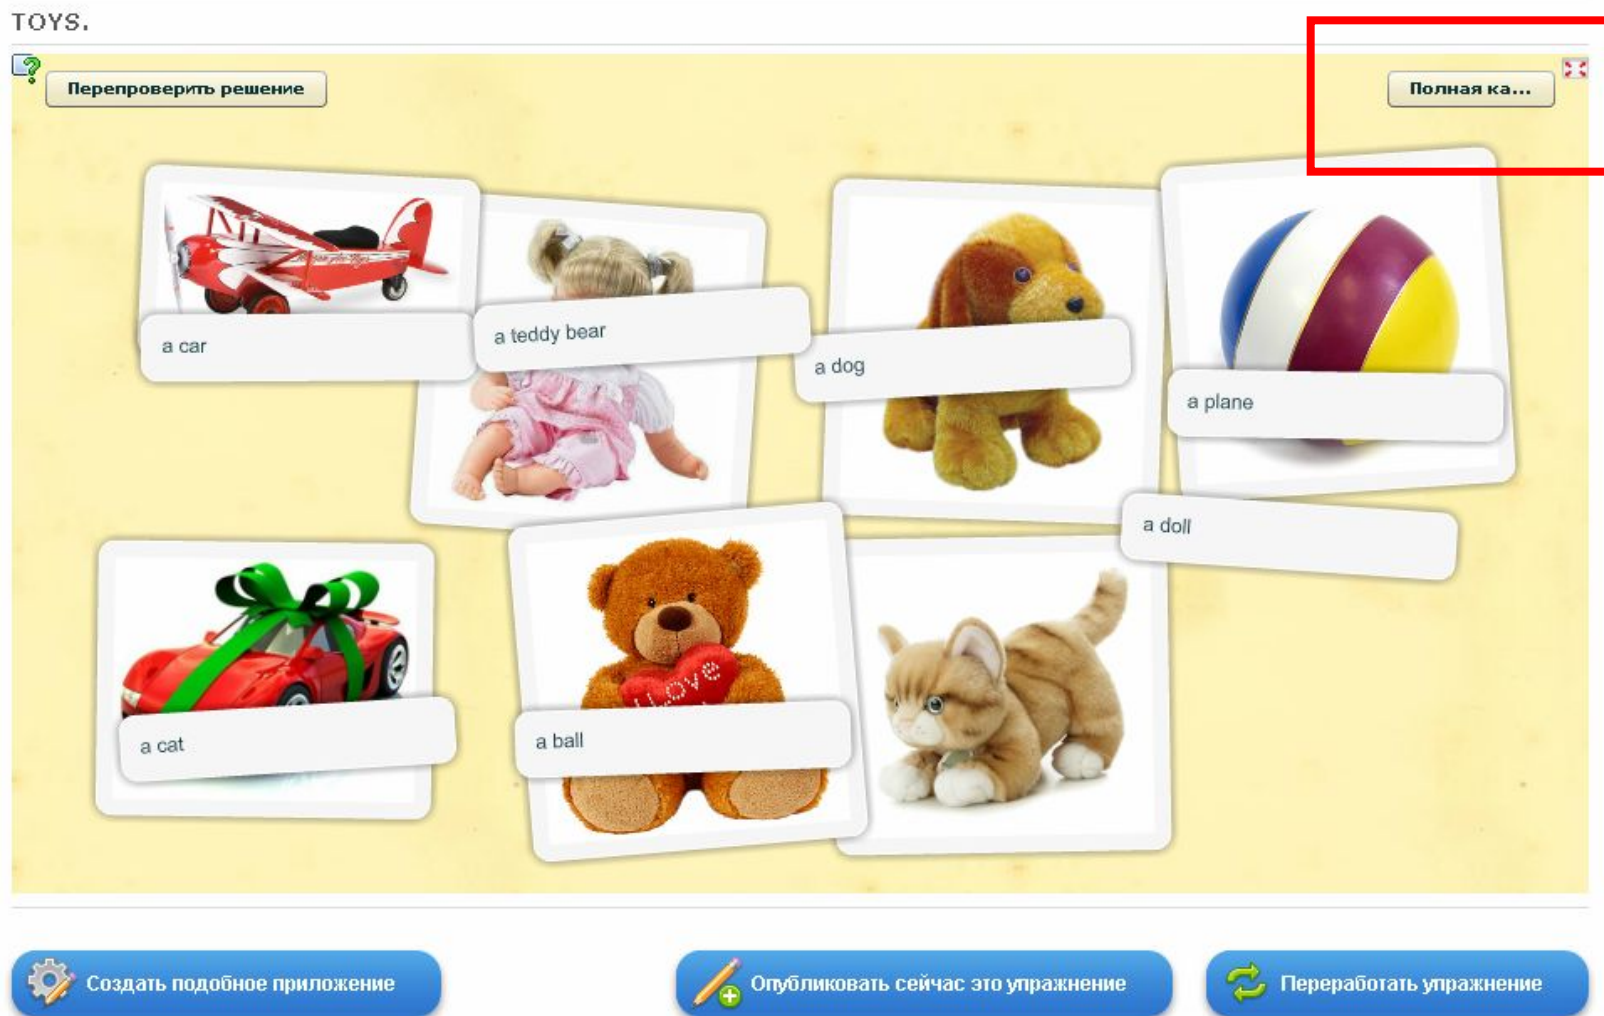 TOYS.
Перепроверить решение
Полная ка...
a car
a teddy bear
a dog
a plane
a doll
a cat
a ball
Создать подобное приложение
Опубликовать сейчас это упражнение
Переработать упражнение